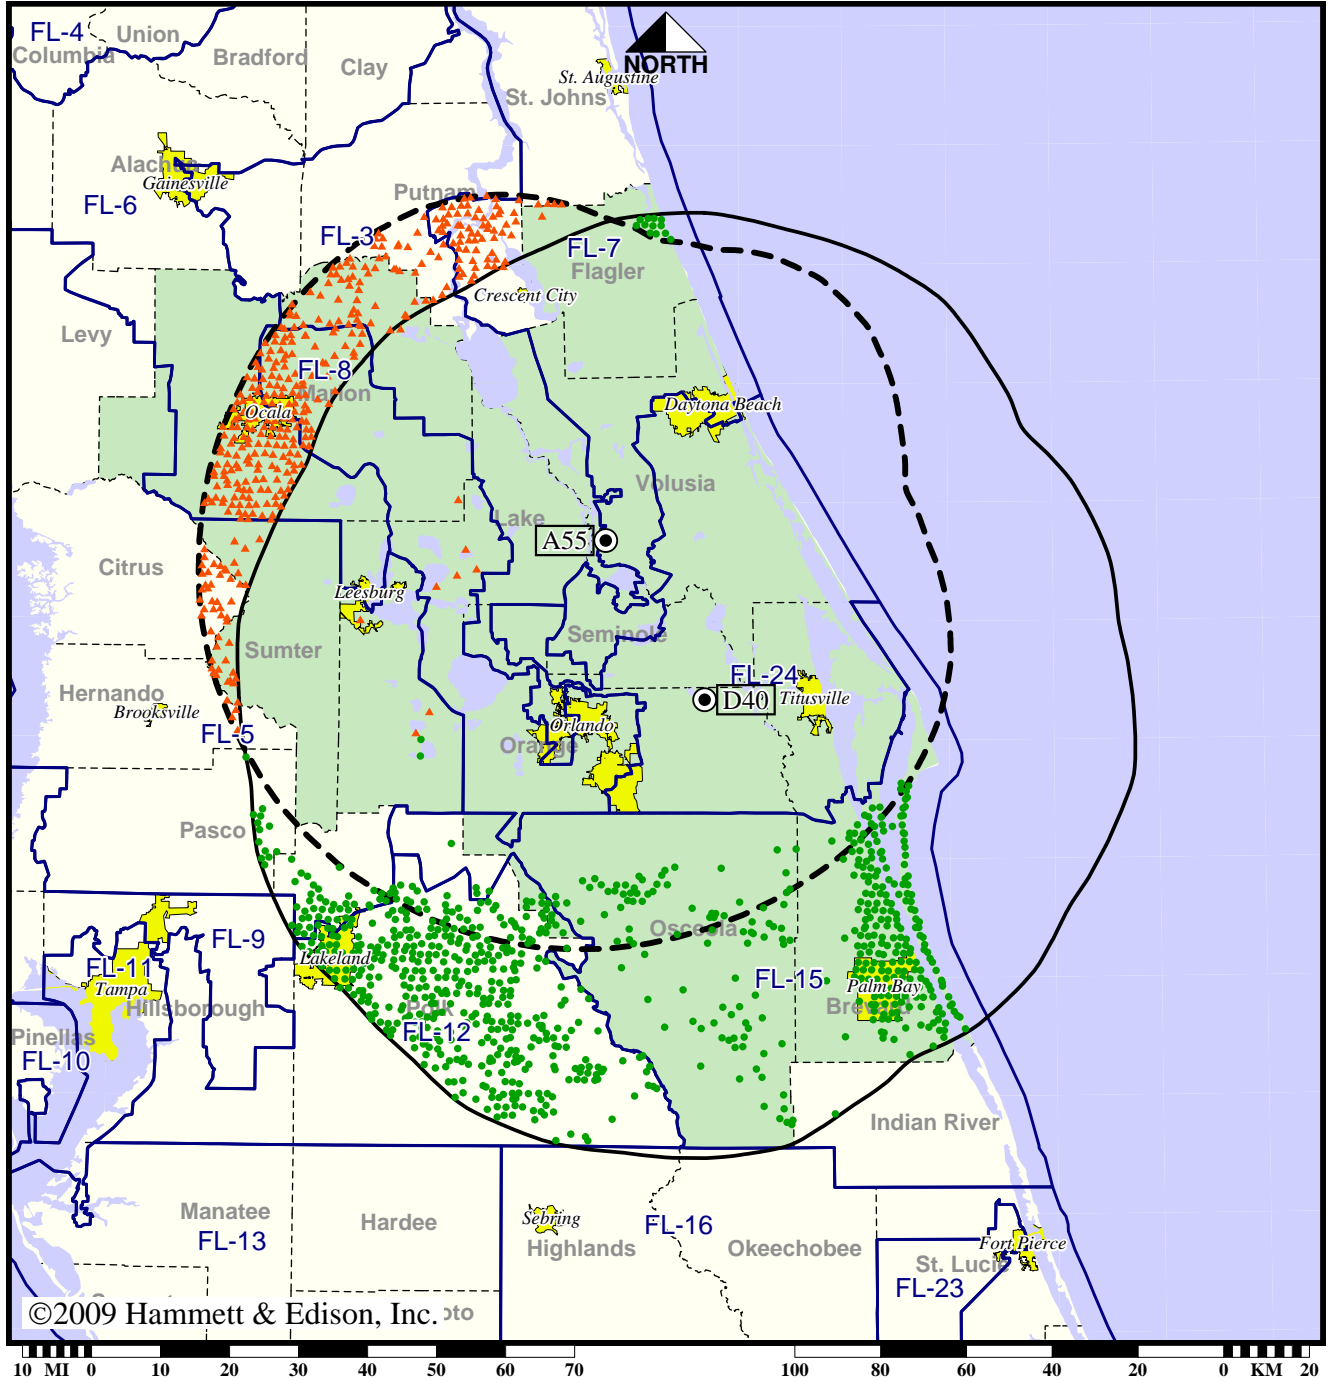 FL-4
Union
Columbia
Bradford
Clay
NORTH
St. Augustine
St. Johns
Alachua
Gainesville
Putnam
FL-6
FL-3
FL-7
Flagler
Crescent City
Levy
FL-8
Marion
Ocala
Daytona Beach
Volusia
Lake
A55
Citrus
Leesburg
Seminole
Sumter
FL-24
Hernando
D40
Titusville
Brooksville
Orlando
FL-5
Orange
Pasco
FL-9
Osceola
Lakeland
FL-11
FL-15
Tampa
Palm Bay
Hillsborough
Polk
Brevard
FL-12
Pinellas
FL-10
Indian River
Manatee
Hardee
Sebring
FL-16
FL-13
Highlands
Okeechobee
Fort Pierce
St. Lucie
FL-23
©2009 Hammett & Edison, Inc.
oto
10 MI 0 10 20 30 40 50 60 70 100 80 60 40 20 0 KM 20